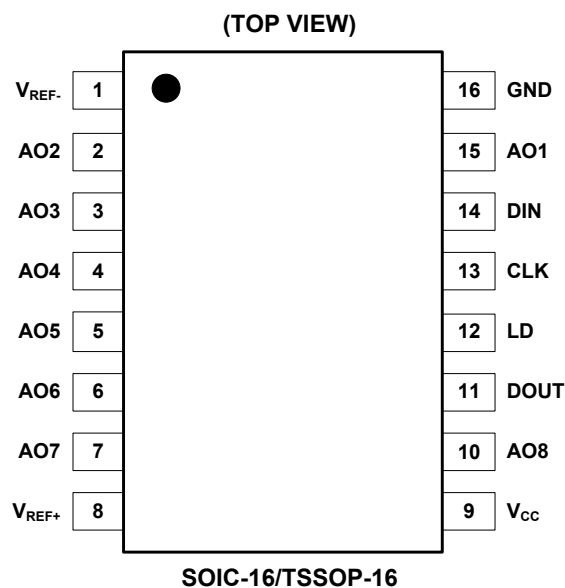 (TOP VIEW)
VREF- 1 16 GND
AO2 2 15 AO1
AO3 3 14 DIN
AO4 4 13 CLK
AO5 5 12 LD
AO6 6 11 DOUT
AO7 7 10 AO8
VREF+ 8 9 VCC
SOIC-16/TSSOP-16